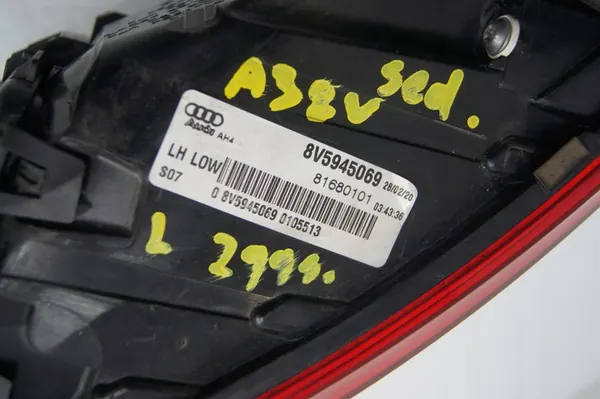 A3 8V sed.
Audi AH4
8V5945069 28/02/20
LH LOW
81680101 03:43:36
S07
0 8V5945069 0105513
L 2999.